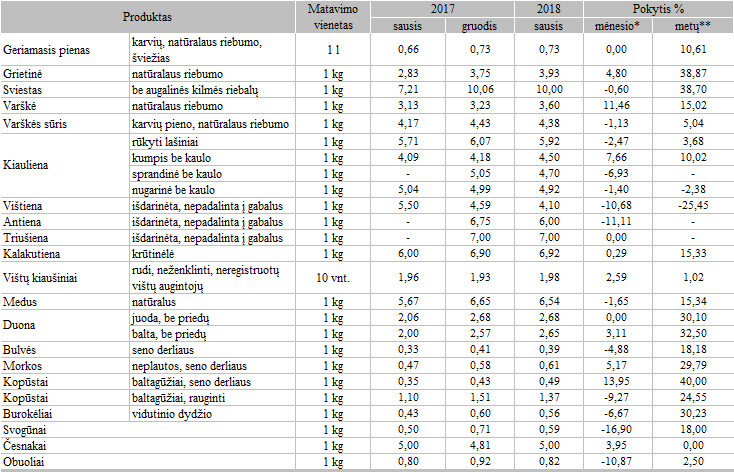 Produktas Matavimo vienetas 2017 2018 Pokytis %
sausis gruodis sausis mėnesio* metų**
Geriamasis pienas karvių, natūralaus riebumo, šviežias 1 l 0,66 0,73 0,73 0,00 10,61
Grietinė natūralaus riebumo 1 kg 2,83 3,75 3,93 4,80 38,87
Sviestas be augalinės kilmės riebalų 1 kg 7,21 10,06 10,00 -0,60 38,70
Varškė natūralaus riebumo 1 kg 3,13 3,23 3,60 11,46 15,02
Varškės sūris karvių pieno, natūralaus riebumo 1 kg 4,17 4,43 4,38 -1,13 5,04
Kiauliena rūkyti lašiniai 1 kg 5,71 6,07 5,92 -2,47 3,68
kumpis be kaulo 1 kg 4,09 4,18 4,50 7,66 10,02
sprandinė be kaulo 1 kg - 5,05 4,70 -6,93 -
nugarinė be kaulo 1 kg 5,04 4,99 4,92 -1,40 -2,38
Vištiena išdarinėta, nepadalinta į gabalus 1 kg 5,50 4,59 4,10 -10,68 -25,45
Antiena išdarinėta, nepadalinta į gabalus 1 kg - 6,75 6,00 -11,11 -
Triušiena išdarinėta, nepadalinta į gabalus 1 kg - 7,00 7,00 0,00 -
Kalakutiena krūtinėlė 1 kg 6,00 6,90 6,92 0,29 15,33
Vištų kiaušiniai rudi, neženklinti, neregistruotų vištų augintojų 10 vnt. 1,96 1,93 1,98 2,59 1,02
Medus natūralus 1 kg 5,67 6,65 6,54 -1,65 15,34
Duona juoda, be priedų 1 kg 2,06 2,68 2,68 0,00 30,10
balta, be priedų 1 kg 2,00 2,57 2,65 3,11 32,50
Bulvės seno derliaus 1 kg 0,33 0,41 0,39 -4,88 18,18
Morkos neplautos, seno derliaus 1 kg 0,47 0,58 0,61 5,17 29,79
Kopūstai baltagūžiai, seno derliaus 1 kg 0,35 0,43 0,49 13,95 40,00
Kopūstai baltagūžiai, rauginti 1 kg 1,10 1,51 1,37 -9,27 24,55
Burokėliai vidutinio dydžio 1 kg 0,43 0,60 0,56 -6,67 30,23
Svogūnai 1 kg 0,50 0,71 0,59 -16,90 18,00
Česnakai 1 kg 5,00 4,81 5,00 3,95 0,00
Obuoliai 1 kg 0,80 0,92 0,82 -10,87 2,50